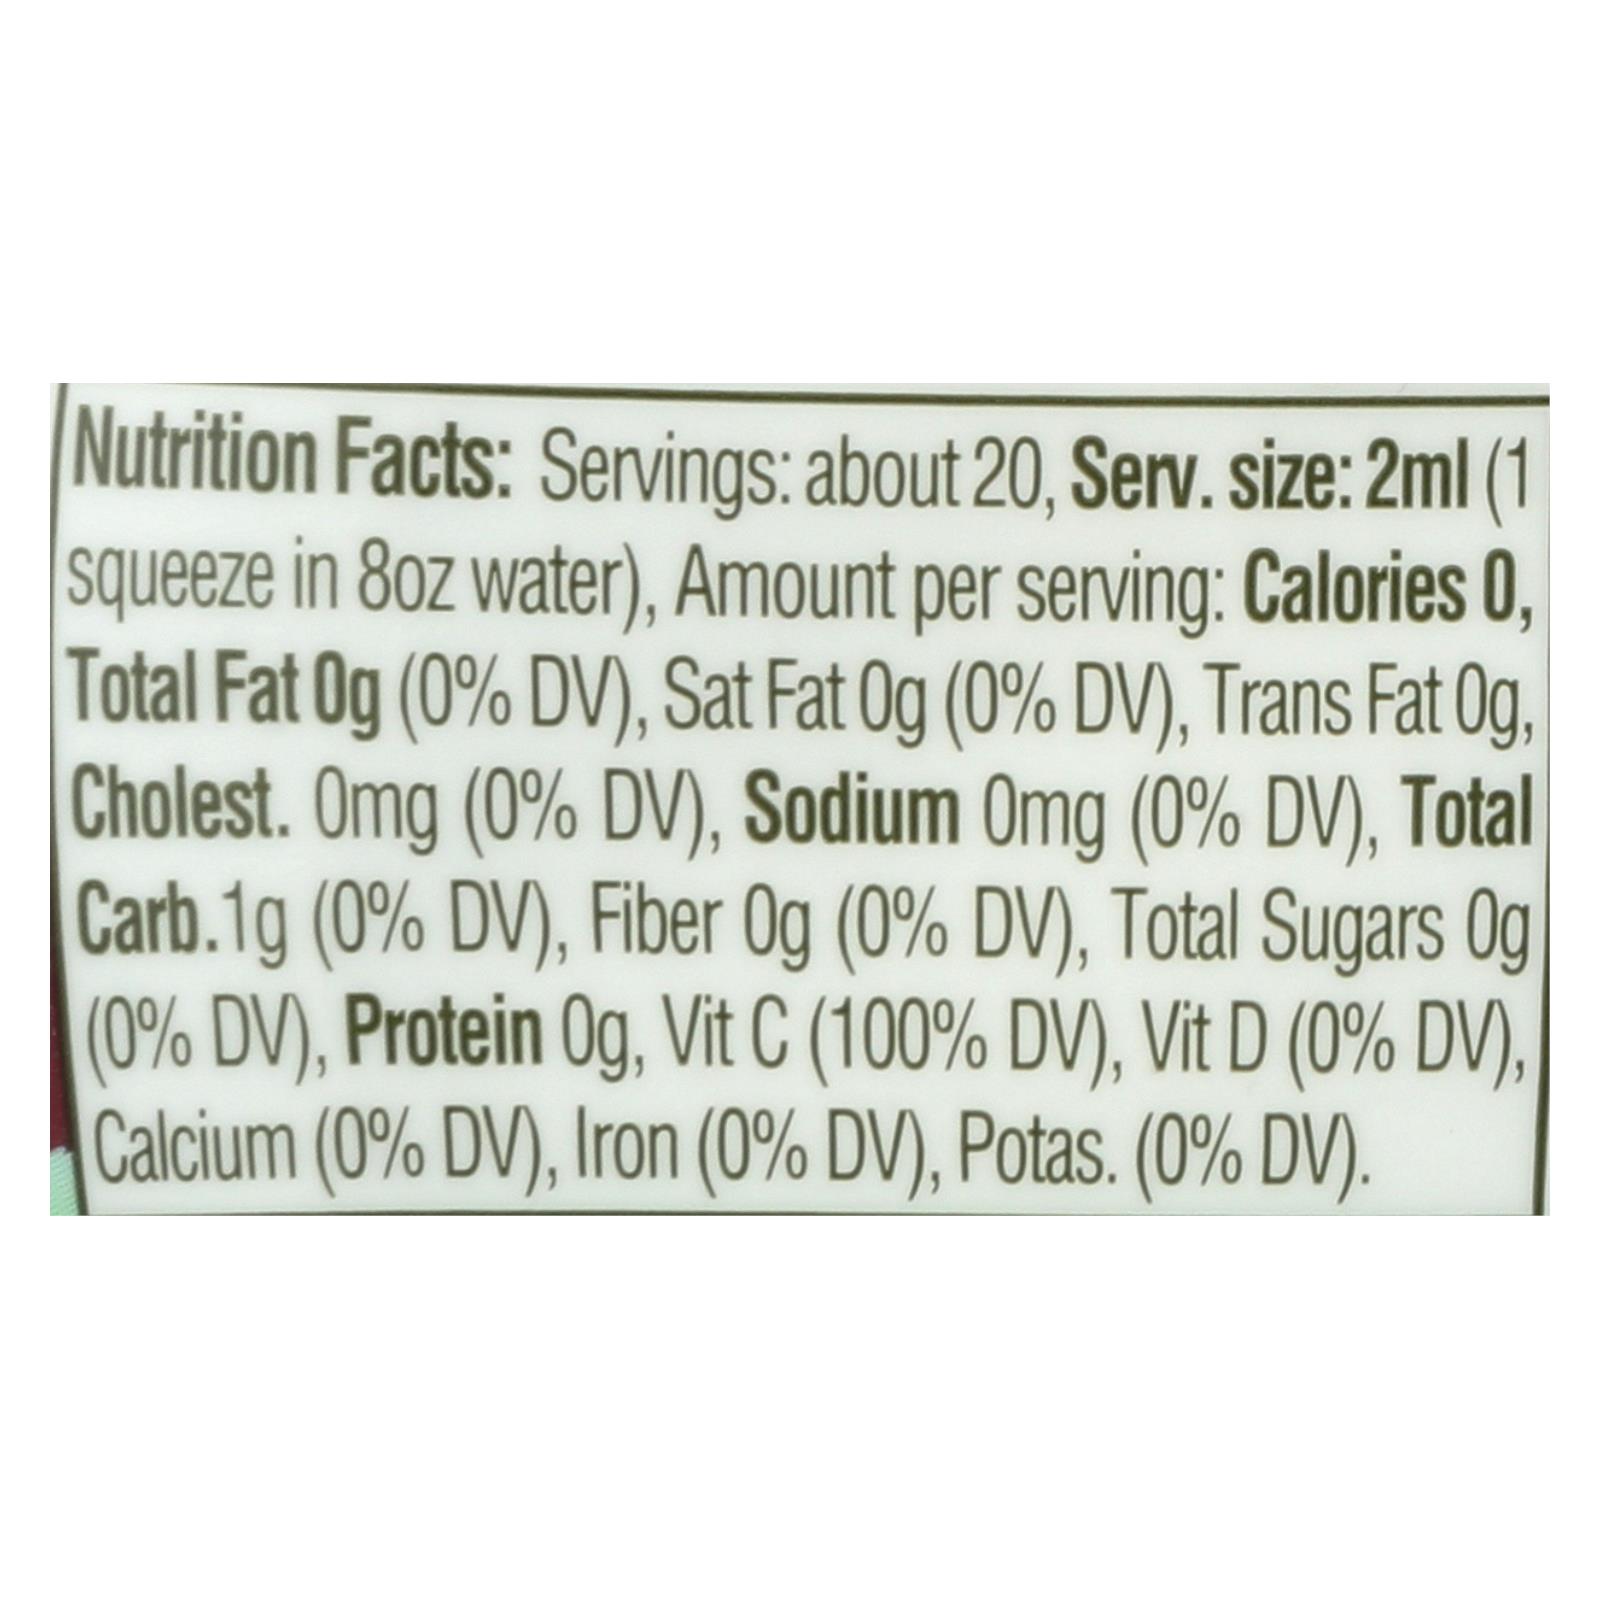 Nutrition Facts: Servings: about 20, Serv. size: 2ml (1
squeeze in 8oz water), Amount per serving: Calories 0,
Total Fat 0g (0% DV), Sat Fat 0g (0% DV), Trans Fat 0g,
Cholest. 0mg (0% DV), Sodium 0mg (0% DV), Total
Carb.1g (0% DV), Fiber 0g (0% DV), Total Sugars 0g
(0% DV), Protein 0g, Vit C (100% DV), Vit D (0% DV),
Calcium (0% DV), Iron (0% DV), Potas. (0% DV).